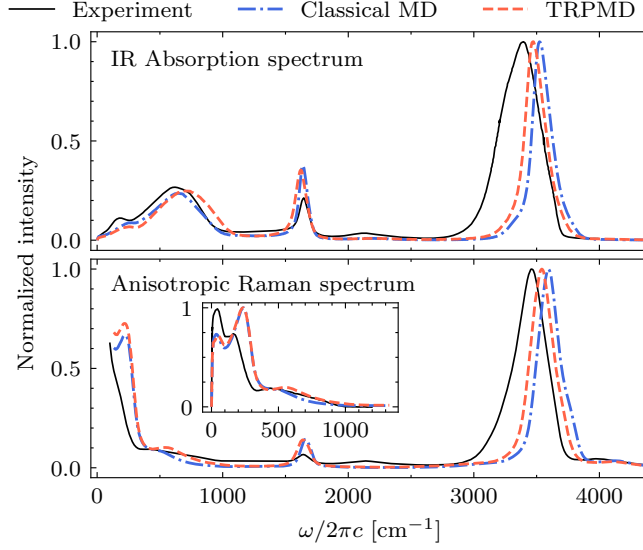 Experiment Classical MD TRPMD
IR Absorption spectrum
1.0
0.5
0.0
Normalized intensity
Anisotropic Raman spectrum
1.0
0.5
0.0
1
0
0 500 1000
0 1000 2000 3000 4000
ω/2πc [cm⁻¹]